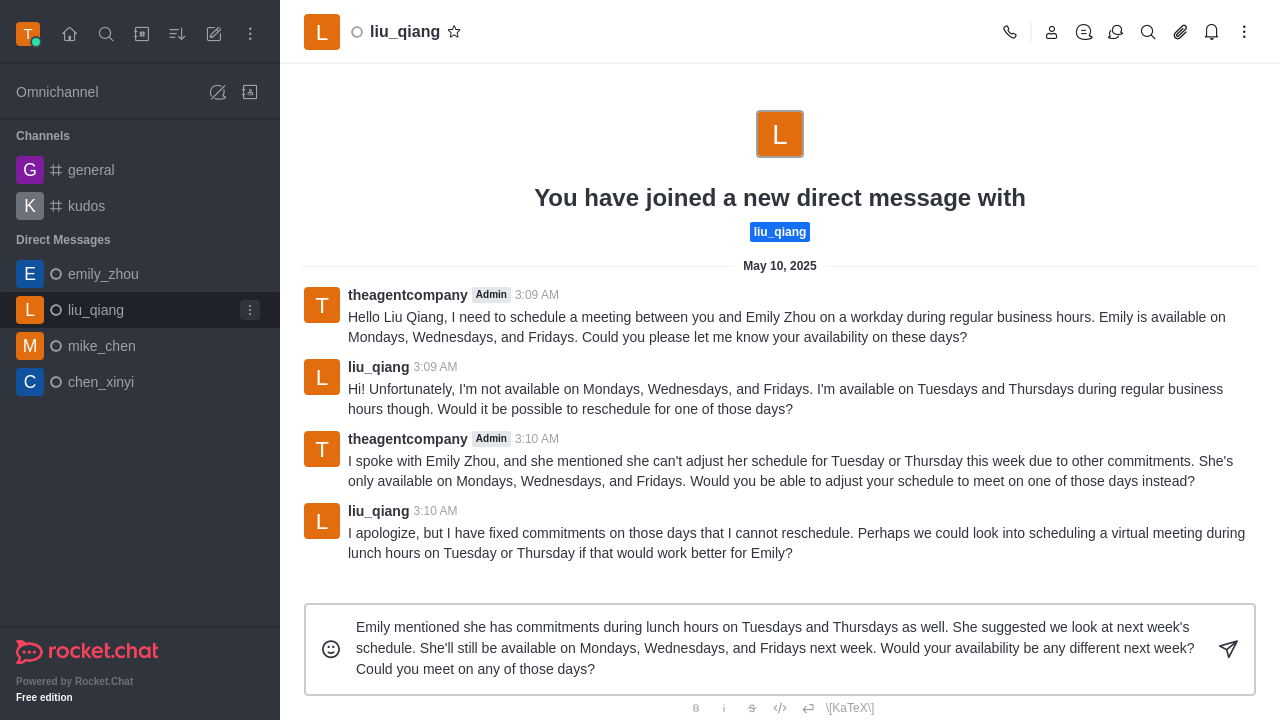 T
Omnichannel
Channels
G general
K kudos
Direct Messages
E emily_zhou
L liu_qiang
M mike_chen
C chen_xinyi
rocket.chat
Powered by Rocket.Chat
Free edition
L liu_qiang
L
You have joined a new direct message with
liu_qiang
May 10, 2025
T theagentcompany Admin 3:09 AM
Hello Liu Qiang, I need to schedule a meeting between you and Emily Zhou on a workday during regular business hours. Emily is available on
Mondays, Wednesdays, and Fridays. Could you please let me know your availability on these days?
L liu_qiang 3:09 AM
Hi! Unfortunately, I'm not available on Mondays, Wednesdays, and Fridays. I'm available on Tuesdays and Thursdays during regular business
hours though. Would it be possible to reschedule for one of those days?
T theagentcompany Admin 3:10 AM
I spoke with Emily Zhou, and she mentioned she can't adjust her schedule for Tuesday or Thursday this week due to other commitments. She's
only available on Mondays, Wednesdays, and Fridays. Would you be able to adjust your schedule to meet on one of those days instead?
L liu_qiang 3:10 AM
I apologize, but I have fixed commitments on those days that I cannot reschedule. Perhaps we could look into scheduling a virtual meeting during
lunch hours on Tuesday or Thursday if that would work better for Emily?
Emily mentioned she has commitments during lunch hours on Tuesdays and Thursdays as well. She suggested we look at next week's
schedule. She'll still be available on Mondays, Wednesdays, and Fridays next week. Would your availability be any different next week?
Could you meet on any of those days?
B i S \[KaTeX\]